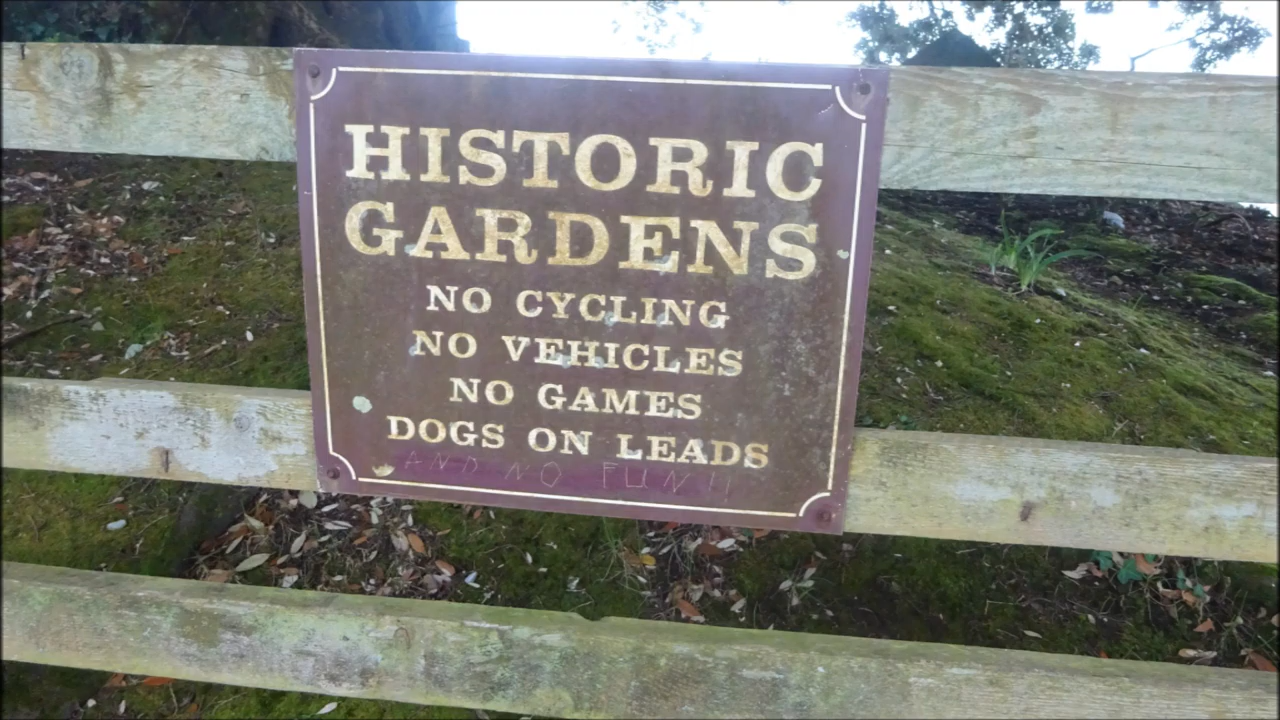 HISTORIC
GARDENS
NO CYCLING
NO VEHICLES
NO GAMES
DOGS ON LEADS
AND NO FUN!!